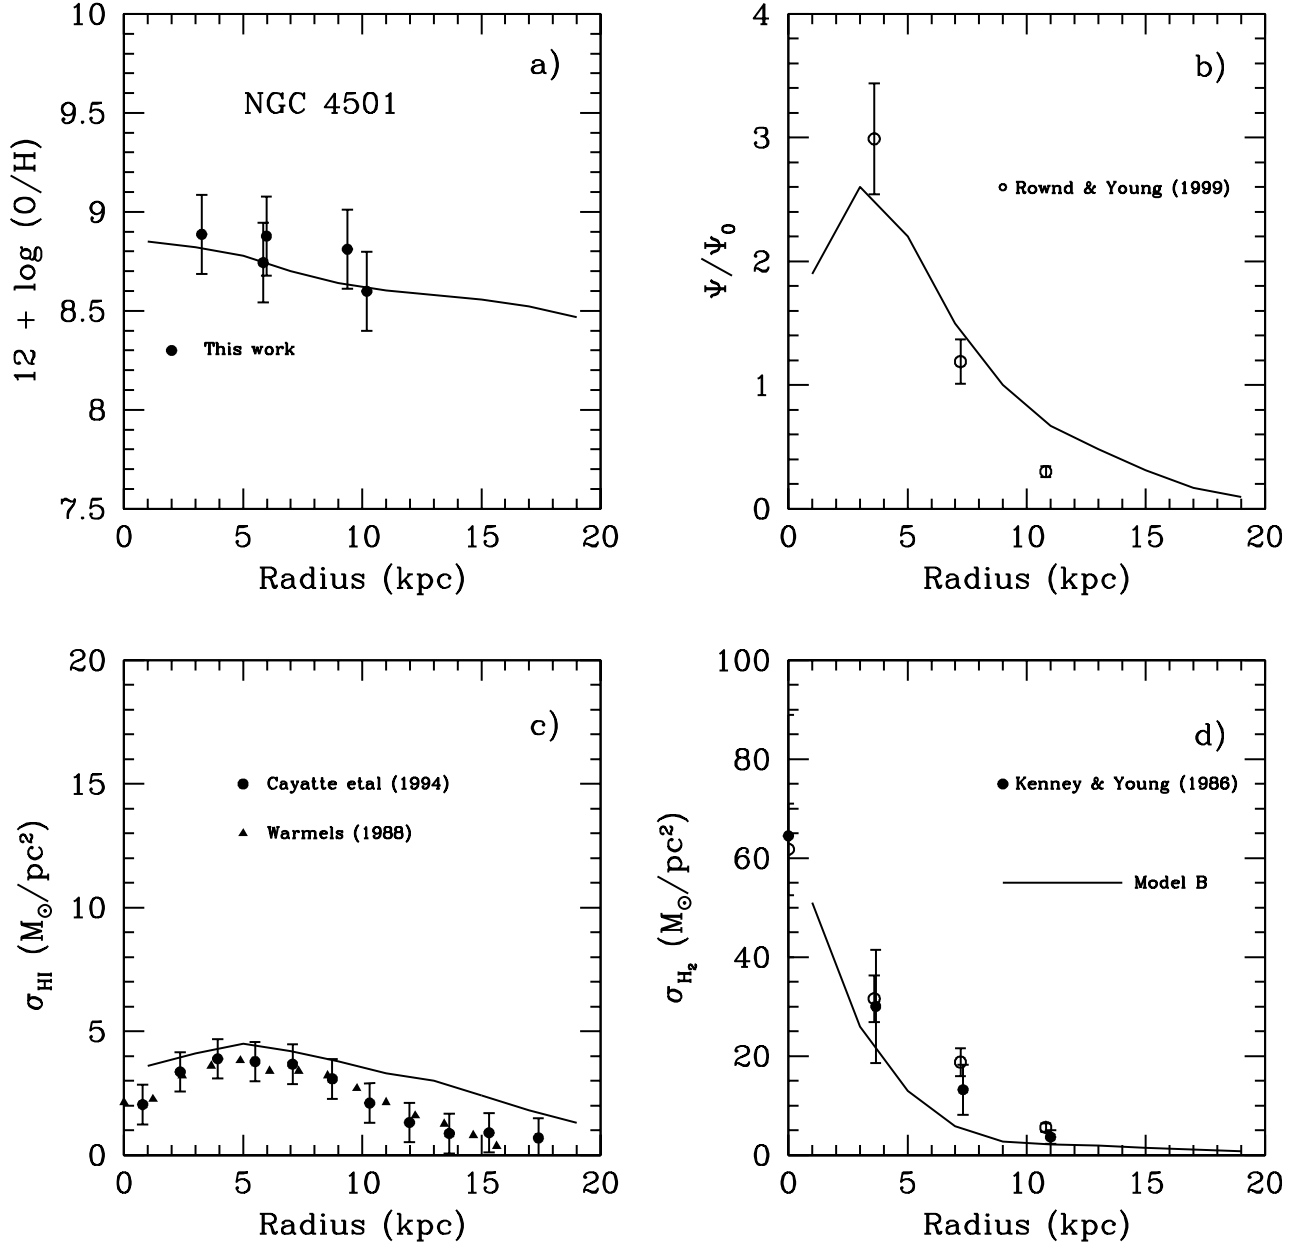 a)
NGC 4501
This work
12 + log (O/H)
10
9.5
9
8.5
8
7.5
0 5 10 15 20
Radius (kpc)
b)
Rownd & Young (1999)
Ψ/Ψ0
4
3
2
1
0
0 5 10 15 20
Radius (kpc)
c)
Cayatte etal (1994)
Warmels (1988)
σHI (M⊙/pc²)
20
15
10
5
0
0 5 10 15 20
Radius (kpc)
d)
Kenney & Young (1986)
Model B
σH₂ (M⊙/pc²)
100
80
60
40
20
0
0 5 10 15 20
Radius (kpc)